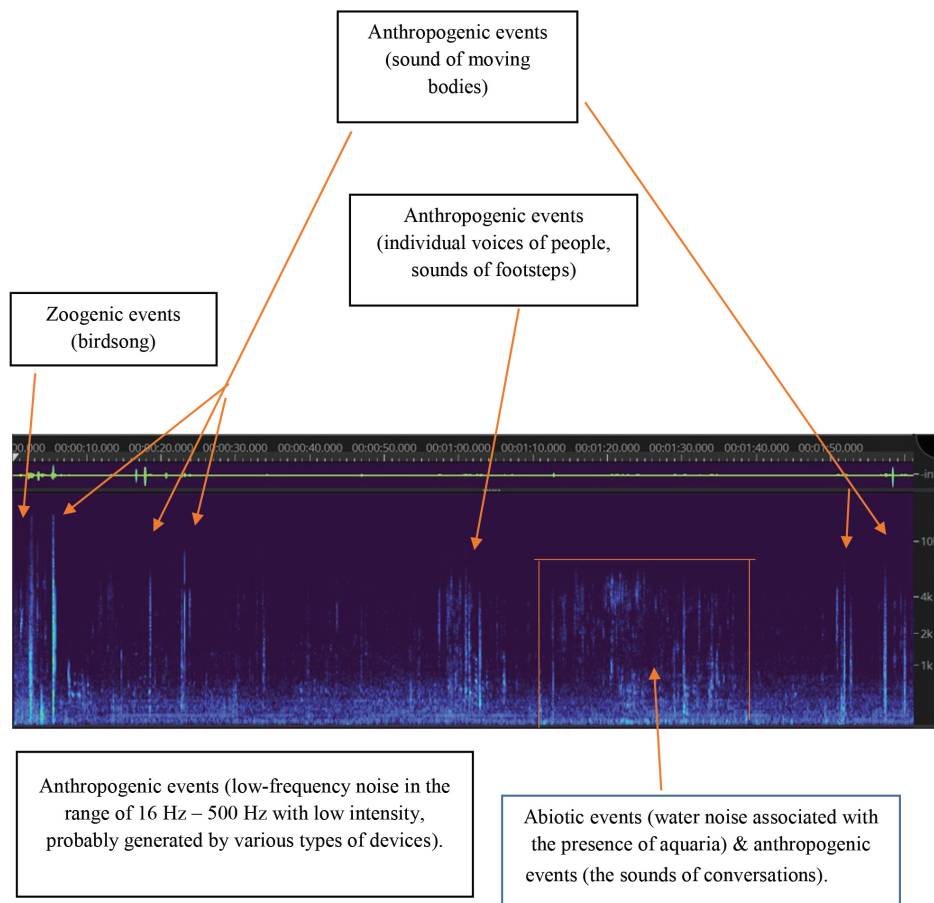 Anthropogenic events
(sound of moving
bodies)
Anthropogenic events
(individual voices of people,
sounds of footsteps)
Zoogenic events
(birdsong)
00:00:10.000 00:00:20.000 00:00:30.000 00:00:40.000 00:00:50.000 00:01:00.000 00:01:10.000 00:01:20.000 00:01:30.000 00:01:40.000
-in
10
4k
2k
1k
Anthropogenic events (low-frequency noise in
the range of 16 Hz – 500 Hz with low intensity,
probably generated by various types of devices).
Abiotic events (water noise associated with
the presence of aquaria) & anthropogenic
events (the sounds of conversations).